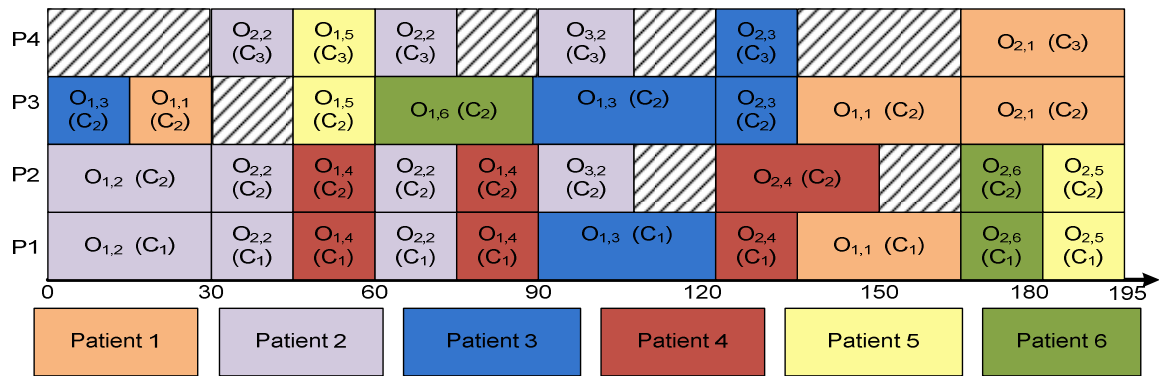 P4
O2,2 (C3)
O1,5 (C3)
O2,2 (C3)
O3,2 (C3)
O2,3 (C3)
O2,1 (C3)
P3
O1,3 (C2)
O1,1 (C2)
O1,5 (C2)
O1,6 (C2)
O1,3 (C2)
O2,3 (C2)
O1,1 (C2)
O2,1 (C2)
P2
O1,2 (C2)
O2,2 (C2)
O1,4 (C2)
O2,2 (C2)
O1,4 (C2)
O3,2 (C2)
O2,4 (C2)
O2,6 (C2)
O2,5 (C2)
P1
O1,2 (C1)
O2,2 (C1)
O1,4 (C1)
O2,2 (C1)
O1,4 (C1)
O1,3 (C1)
O2,4 (C1)
O1,1 (C1)
O2,6 (C1)
O2,5 (C1)
0 30 60 90 120 150 180 195
Patient 1 Patient 2 Patient 3 Patient 4 Patient 5 Patient 6